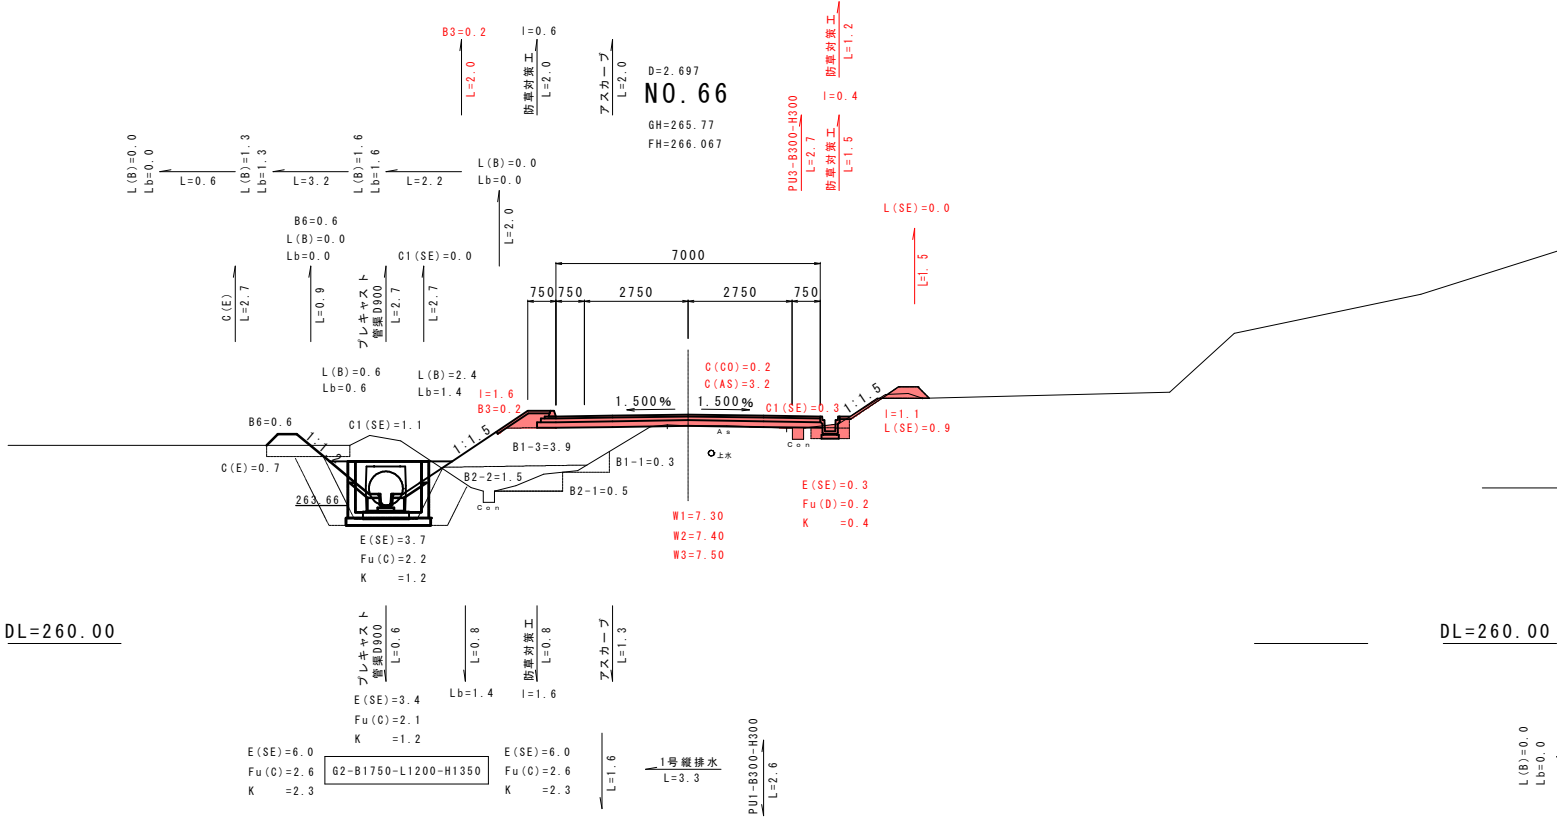 B3=0.2
L=2.0
I=0.6
防草対策工
L=2.0
アスカーブ
L=2.0
D=2.697
NO.66
GH=265.77
FH=266.067
防草対策工
L=1.2
I=0.4
PU3-B300-H300
L=2.7
防草対策工
L=1.5
L(B)=0.0
Lb=0.0
L=0.6
L(B)=1.3
Lb=1.3
L=3.2
L(B)=1.6
Lb=1.6
L=2.2
L(B)=0.0
Lb=0.0
L=2.0
L(SE)=0.0
L=1.5
B6=0.6
L(B)=0.0
Lb=0.0
C1(SE)=0.0
C(E)
L=2.7
L=0.9
プレキャスト
管渠D900
L=2.7
L=2.7
7000
750
750
2750
2750
750
L(B)=0.6
Lb=0.6
L(B)=2.4
Lb=1.4
I=1.6
B3=0.2
C(CO)=0.2
C(AS)=3.2
1.500%
1.500%
C1(SE)=0.3
1:1.5
I=1.1
L(SE)=0.9
B6=0.6
1:1.2
C1(SE)=1.1
1:1.5
B1-3=3.9
As
Con
上水
C(E)=0.7
B2-2=1.5
B1-1=0.3
B2-1=0.5
263.66
Con
E(SE)=0.3
Fu(D)=0.2
K =0.4
W1=7.30
W2=7.40
W3=7.50
E(SE)=3.7
Fu(C)=2.2
K =1.2
DL=260.00
DL=260.00
プレキャスト
管渠D900
L=0.6
L=0.8
防草対策工
L=0.8
アスカーブ
L=1.3
Lb=1.4
I=1.6
E(SE)=3.4
Fu(C)=2.1
K =1.2
E(SE)=6.0
Fu(C)=2.6
K =2.3
G2-B1750-L1200-H1350
E(SE)=6.0
Fu(C)=2.6
K =2.3
L=1.6
1号縦排水
L=3.3
PU1-B300-H300
L=2.6
L(B)=0.0
Lb=0.0